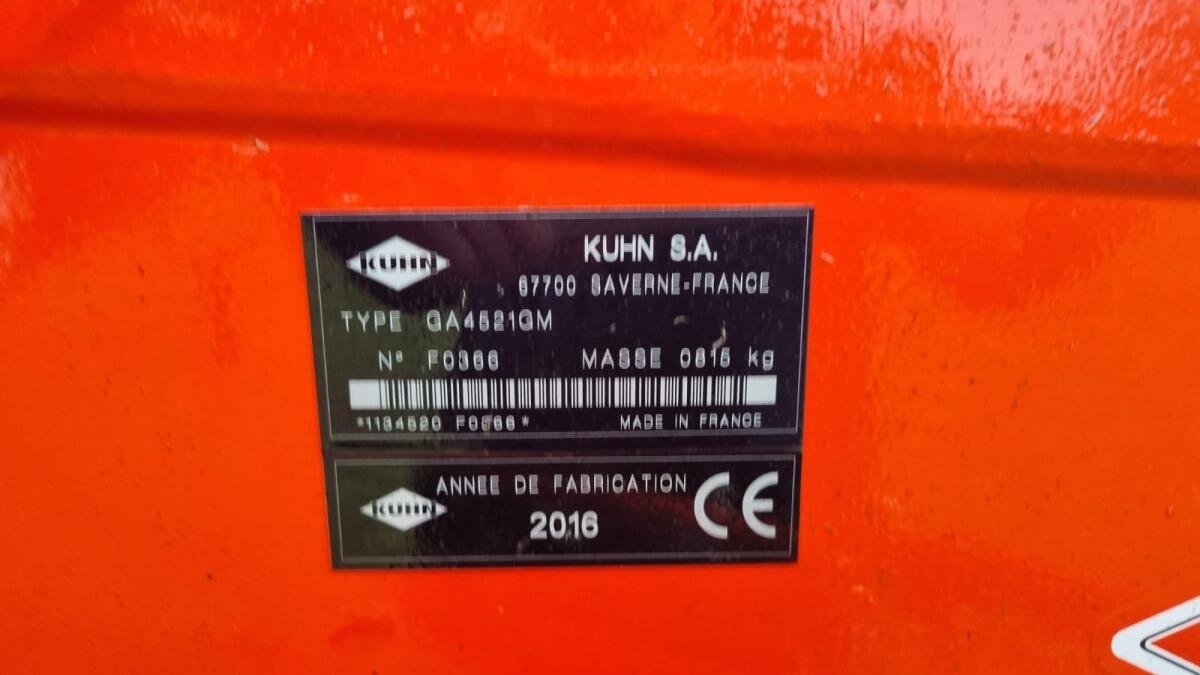 KUHN
KUHN S.A.
67700 SAVERNE-FRANCE
TYPE GA4521GM
Nº F0366
MASSE 0815 kg
*1134520 F0366*
MADE IN FRANCE
KUHN
ANNEE DE FABRICATION
2016
CE